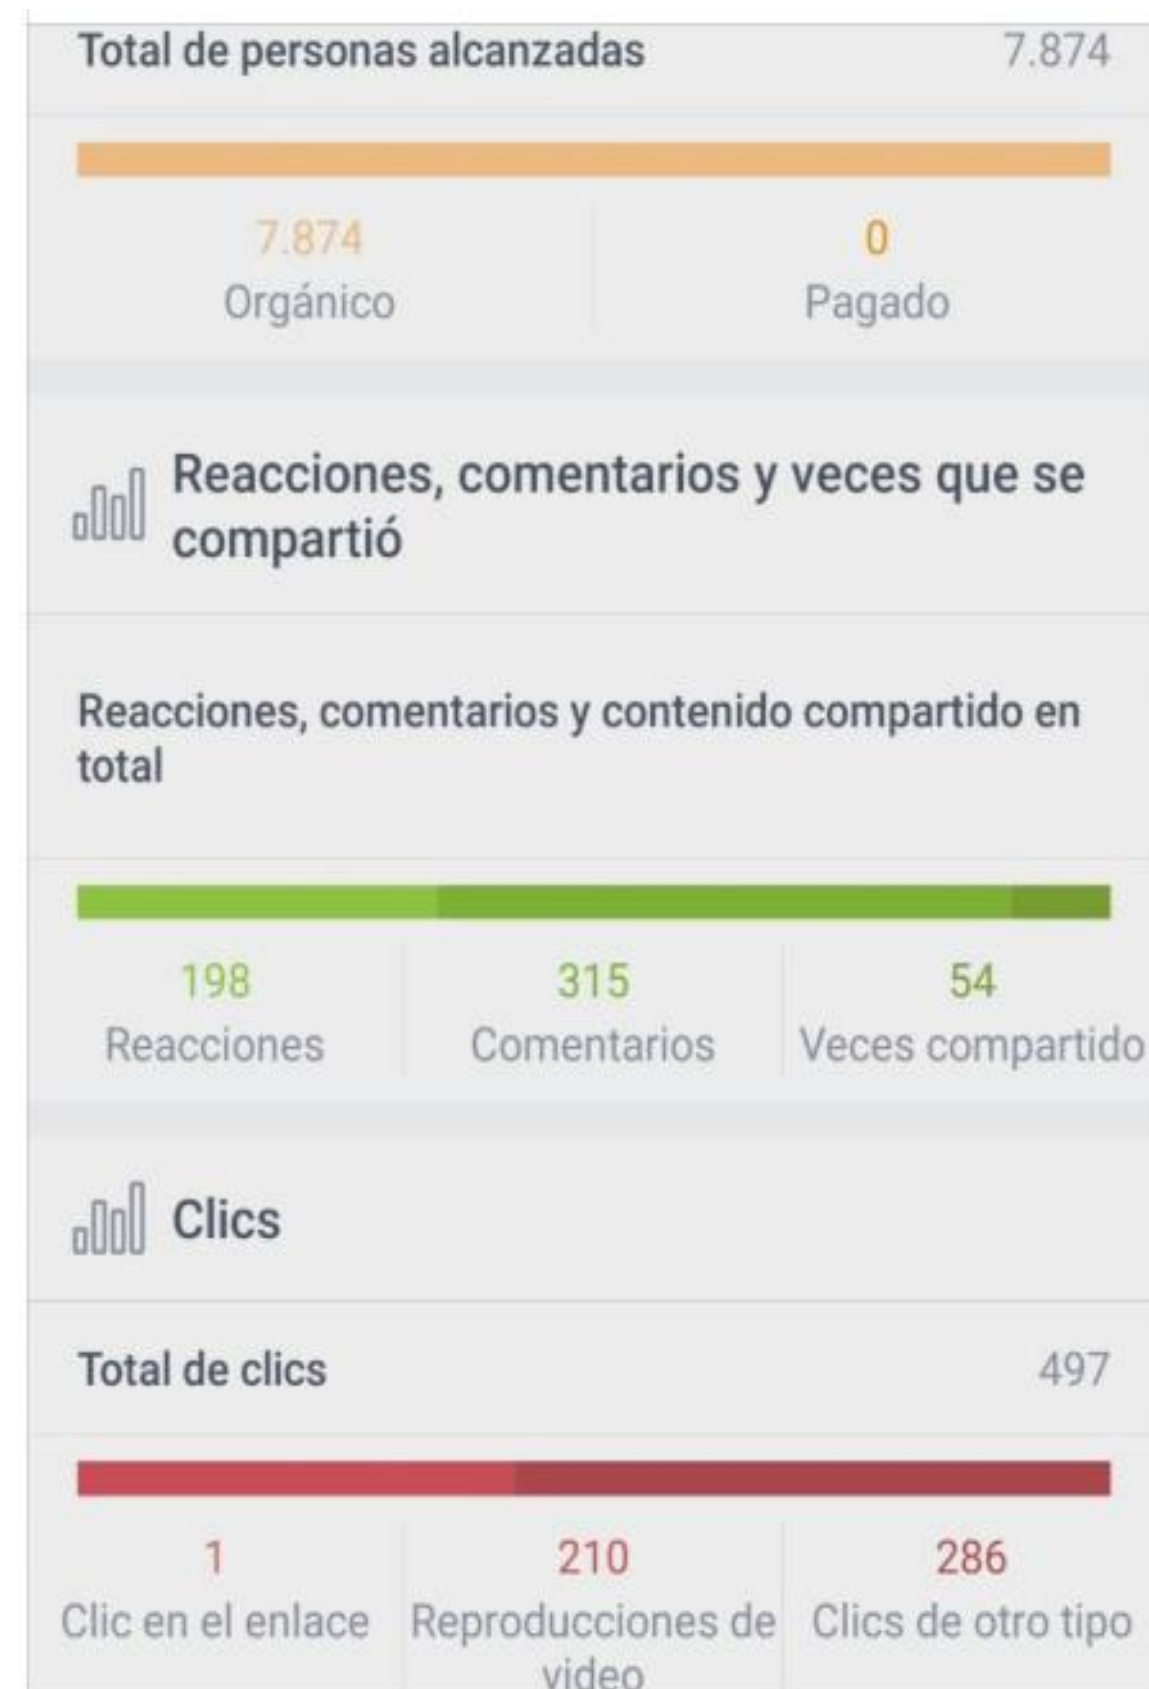 Total de personas alcanzadas 7.874
7.874 0
Orgánico Pagado
Reacciones, comentarios y veces que se
compartió
Reacciones, comentarios y contenido compartido en
total
198 315 54
Reacciones Comentarios Veces compartido
Clics
Total de clics 497
1 210 286
Clic en el enlace Reproducciones de Clics de otro tipo
video